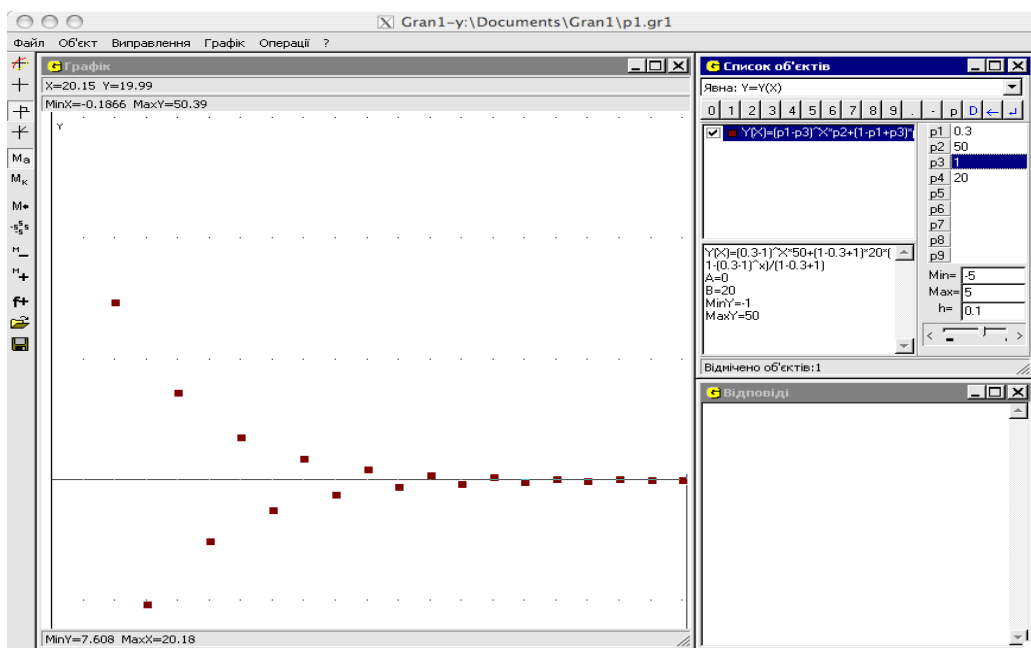 Gran1-y:\Documents\Gran1\p1.gr1
Файл Об'єкт Виправлення Графік Операції ?
Графік
X=20.15 Y=19.99
MinX=-0.1866 MaxY=50.39
Y
MinY=7.608 MaxX=20.18
Ma
Mк
M
-5 5 5
M
M+
f+
Список об'єктів
Явна: Y=Y(X)
0 1 2 3 4 5 6 7 8 9 . - p D ← ↵
Y(X)=(p1-p3)^X*p2+(1-p1+p3)*
p1 0.3
p2 50
p3 1
p4 20
p5
p6
p7
p8
p9
Y(X)=(0.3-1)^X*50+(1-0.3+1)*20*(
1-(0.3-1)^x)/(1-0.3+1)
A=0
B=20
MinY=-1
MaxY=50
Min= -5
Max= 5
h= 0.1
Відмічено об'єктів:1
Відповіді